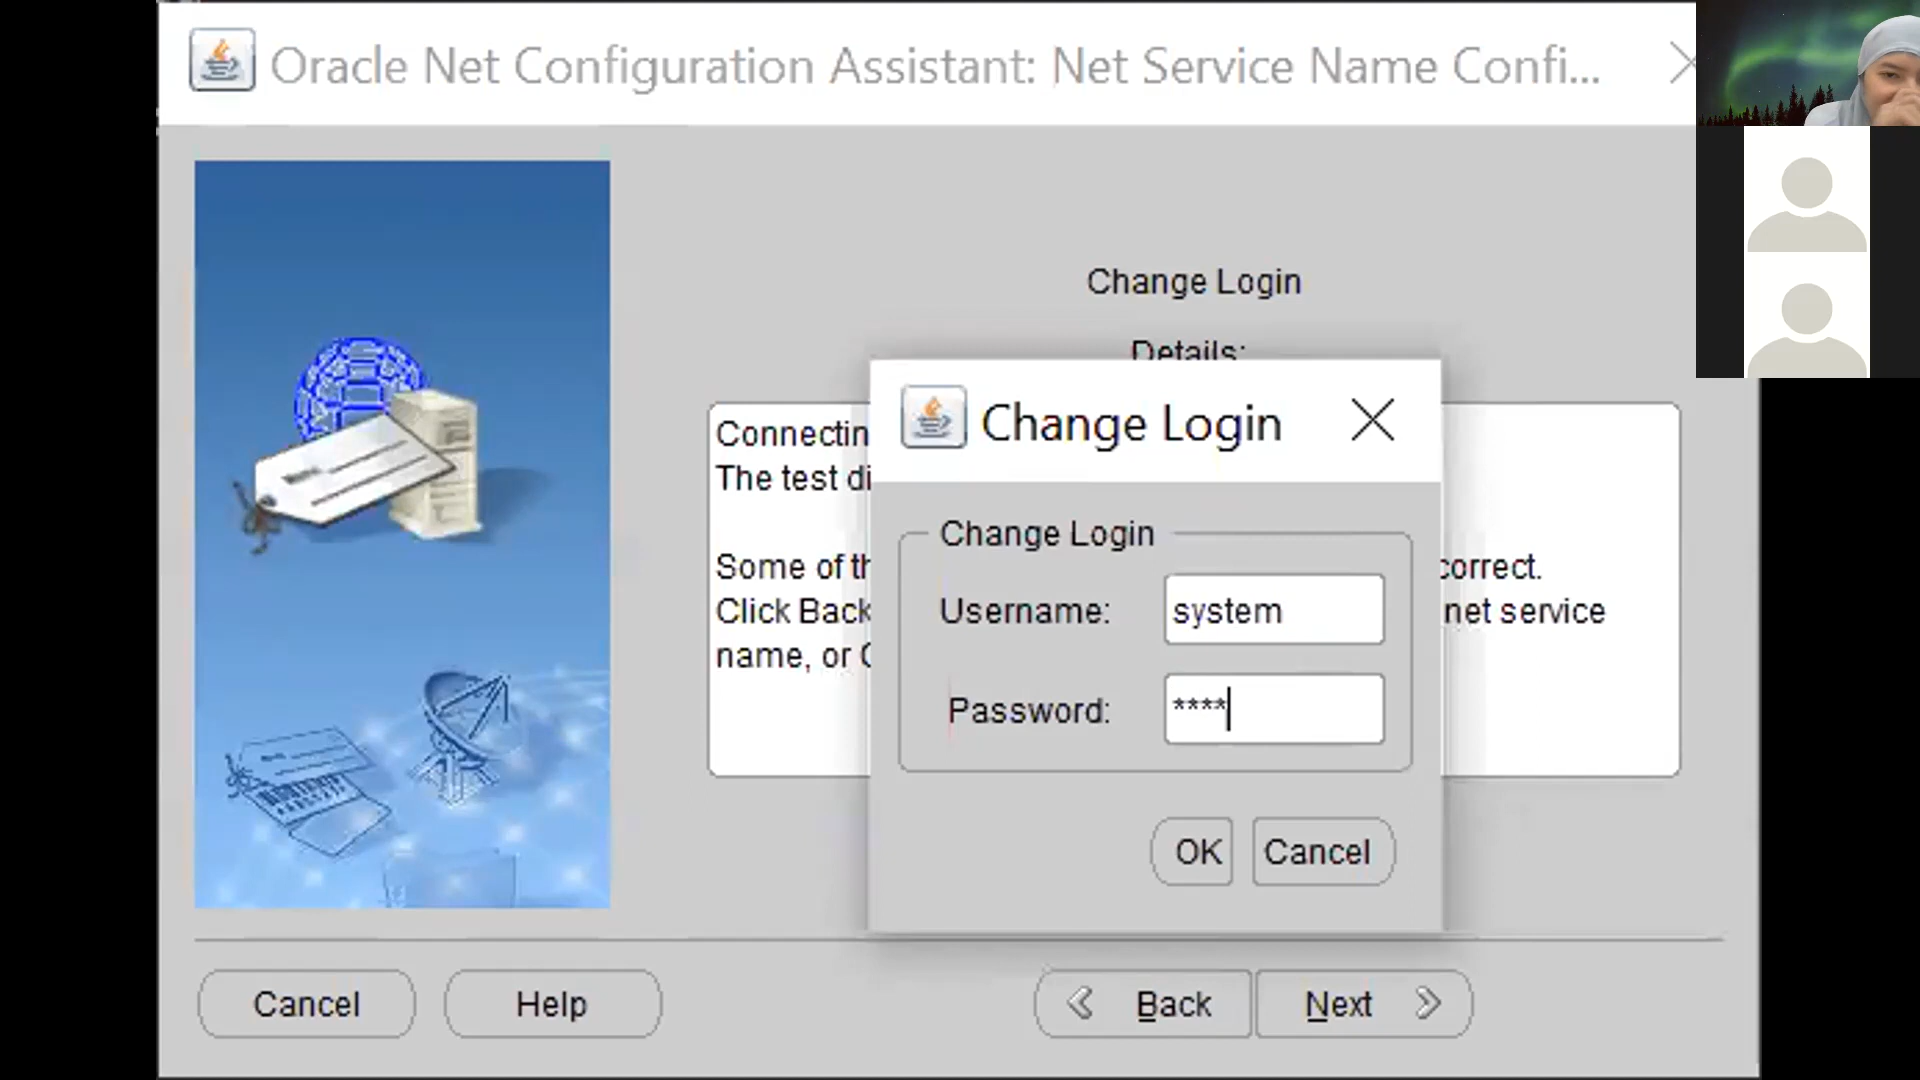 Oracle Net Configuration Assistant: Net Service Name Confi...
Change Login
Details:
Connectin
The test di
Some of th
correct.
Click Back
net service
name, or
Change Login
Change Login
Username:
system
Password:
****
OK
Cancel
Cancel
Help
Back
Next